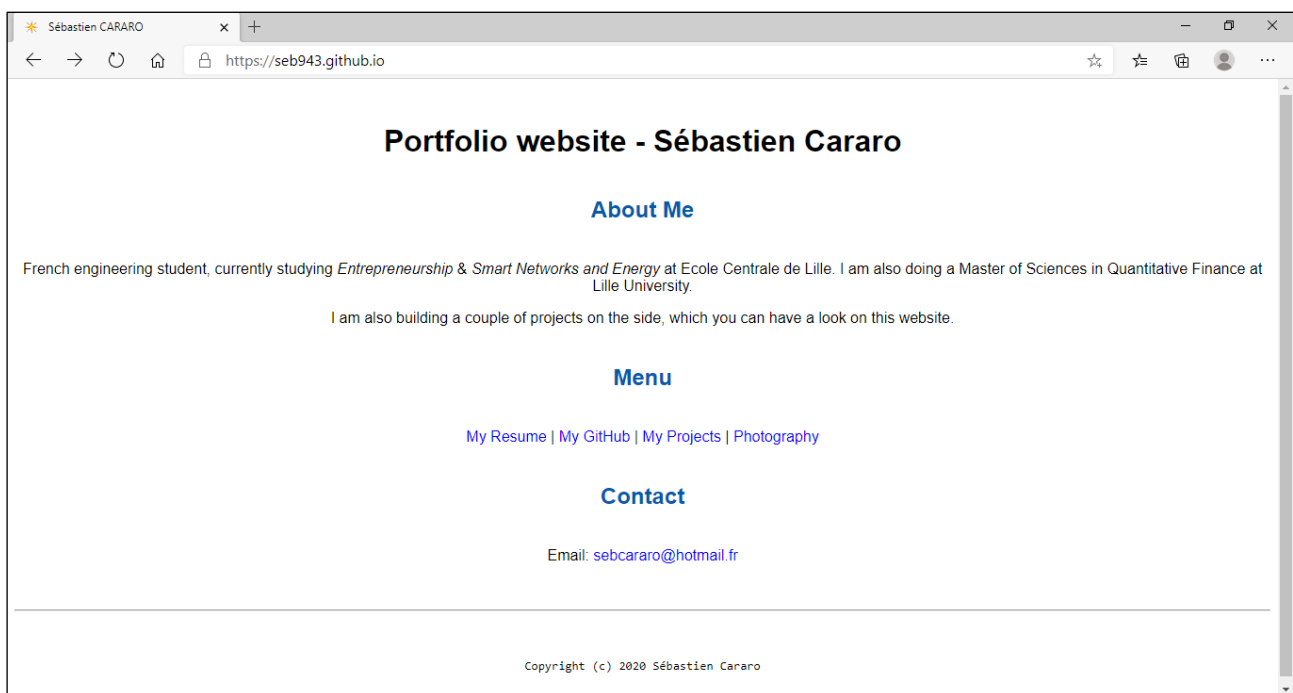 Sébastien CARARO
https://seb943.github.io
Portfolio website - Sébastien Cararo
About Me
French engineering student, currently studying Entrepreneurship & Smart Networks and Energy at Ecole Centrale de Lille. I am also doing a Master of Sciences in Quantitative Finance at
Lille University.
I am also building a couple of projects on the side, which you can have a look on this website.
Menu
My Resume | My GitHub | My Projects | Photography
Contact
Email: sebcararo@hotmail.fr
Copyright (c) 2020 Sébastien Cararo